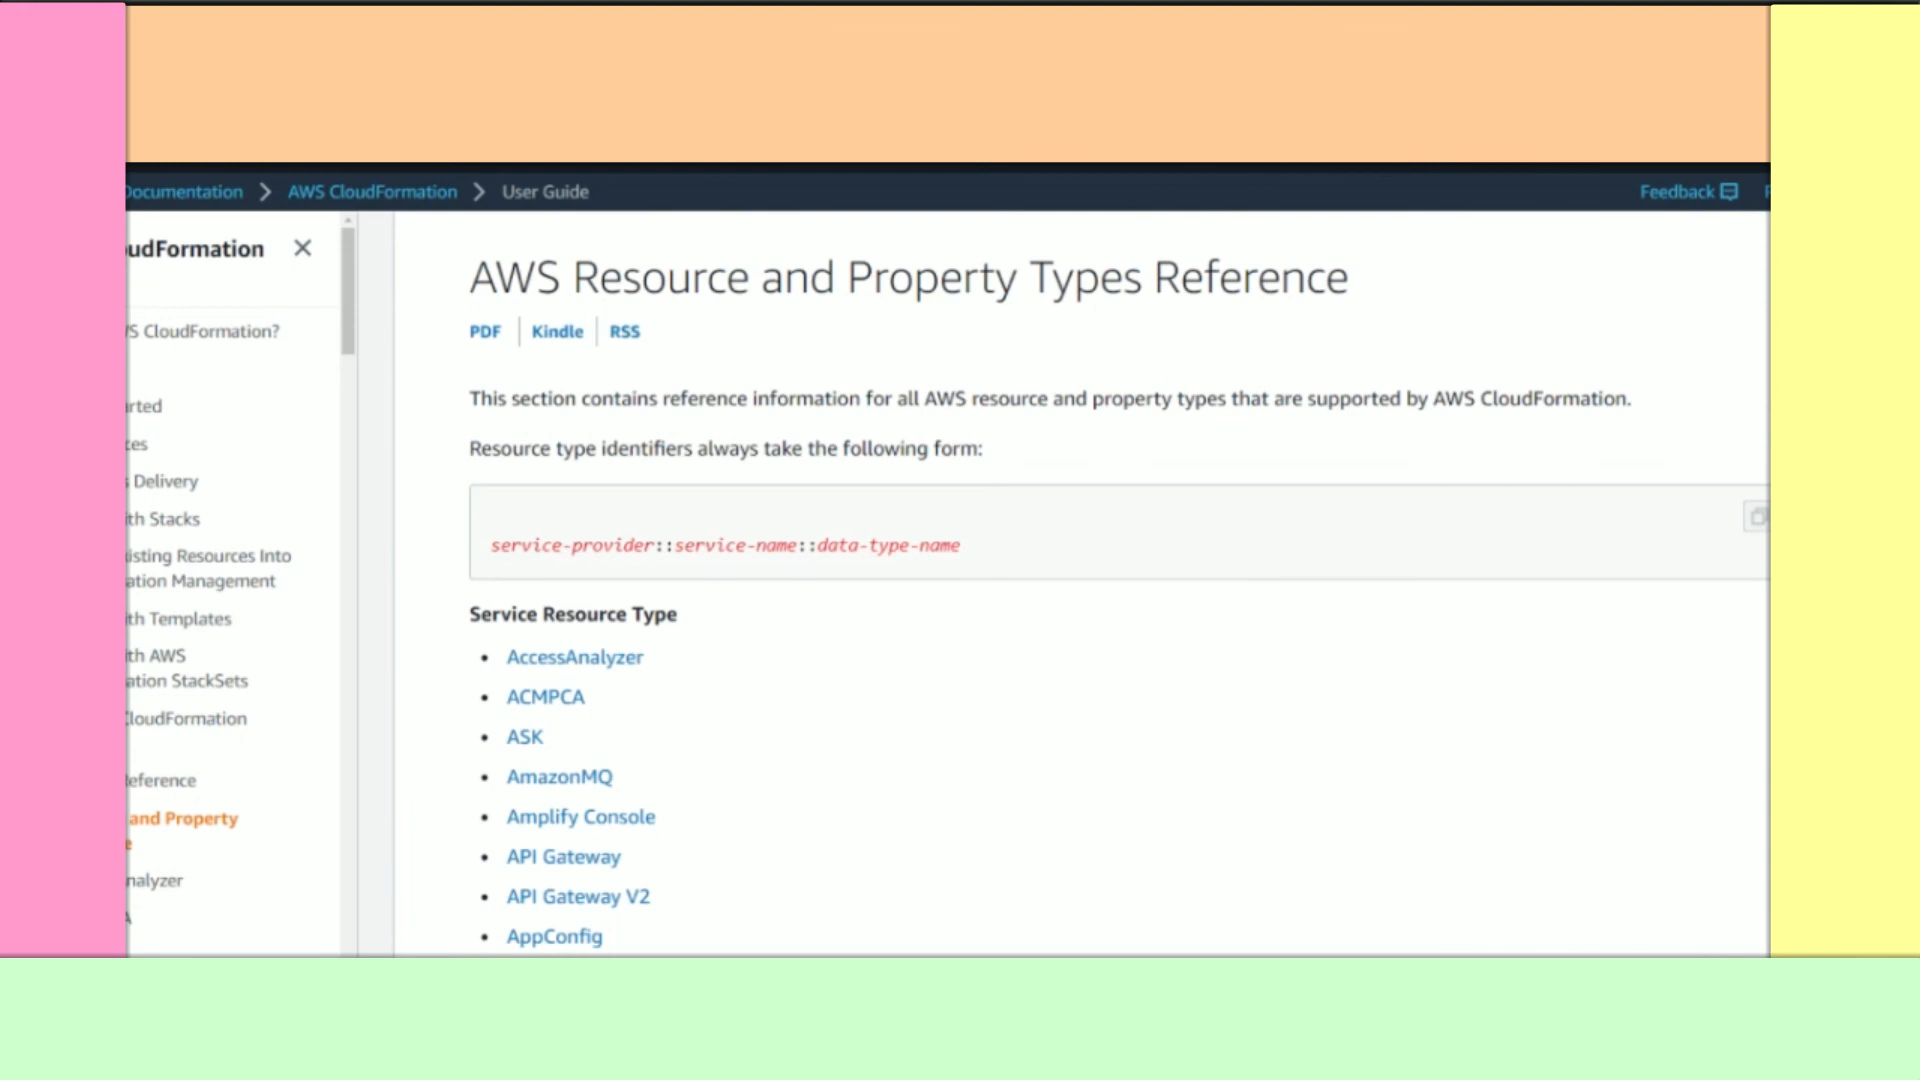 Documentation > AWS CloudFormation > User Guide
Feedback
udFormation
AWS Resource and Property Types Reference
PDF | Kindle | RSS
S CloudFormation?
This section contains reference information for all AWS resource and property types that are supported by AWS CloudFormation.
rted
ces
Resource type identifiers always take the following form:
Delivery
th Stacks
service-provider::service-name::data-type-name
isting Resources Into
ation Management
th Templates
Service Resource Type
th AWS
ation StackSets
• AccessAnalyzer
• ACMPCA
CloudFormation
• ASK
• AmazonMQ
eference
and Property
e
• Amplify Console
• API Gateway
nalyzer
• API Gateway V2
A
• AppConfig